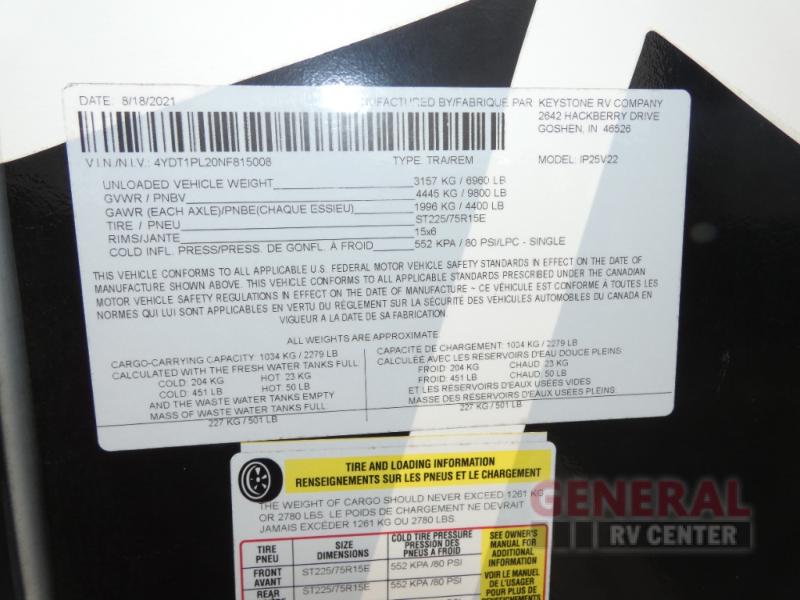 DATE: 8/18/2021
MANUFACTURED BY/FABRIQUE PAR KEYSTONE RV COMPANY
2642 HACKBERRY DRIVE
GOSHEN, IN 46526
V I N /N I V.: 4YDT1PL20NF815008 TYPE: TRA/REM MODEL: IP25V22
UNLOADED VEHICLE WEIGHT 3157 KG / 6960 LB
GVWR / PNBV 4445 KG / 9800 LB
GAWR (EACH AXLE)/PNBE(CHAQUE ESSIEU) 1996 KG / 4400 LB
TIRE / PNEU ST225/75R15E
RIMS/JANTE 15x6
COLD INFL. PRESS/PRESS. DE GONFL. À FROID 552 KPA / 80 PSI/LPC - SINGLE
THIS VEHICLE CONFORMS TO ALL APPLICABLE U.S. FEDERAL MOTOR VEHICLE SAFETY STANDARDS IN EFFECT ON THE DATE OF
MANUFACTURE SHOWN ABOVE. THIS VEHICLE CONFORMS TO ALL APPLICABLE STANDARDS PRESCRIBED UNDER THE CANADIAN
MOTOR VEHICLE SAFETY REGULATIONS IN EFFECT ON THE DATE OF MANUFACTURE ~ CE VÉHICULE EST CONFORME À TOUTES LES
NORMES QUI LUI SONT APPLICABLES EN VERTU DU RÈGLEMENT SUR LA SÉCURITÉ DES VEHICULES AUTOMOBILES DU CANADA EN
VIGUEUR A LA DATE DE SA FABRICATION.
ALL WEIGHTS ARE APPROXIMATE
CARGO-CARRYING CAPACITY: 1034 KG / 2279 LB
CALCULATED WITH THE FRESH WATER TANKS FULL
COLD: 204 KG HOT: 23 KG
COLD: 451 LB HOT: 50 LB
AND THE WASTE WATER TANKS EMPTY
MASS OF WASTE WATER TANKS FULL
227 KG / 501 LB
CAPACITE DE CHARGEMENT: 1034 KG / 2279 LB
CALCULÉE AVEC LES RÉSERVOIRS D'EAU DOUCE PLEINS:
FROID: 204 KG CHAUD: 23 KG
FROID: 451 LB CHAUD: 50 LB
ET LES RÉSERVOIRS D'EAUX USÉES VIDES
MASSE DES RÉSERVOIRS D'EAUX USÉES PLEINS
227 KG / 501 LB
TIRE AND LOADING INFORMATION
RENSEIGNEMENTS SUR LES PNEUS ET LE CHARGEMENT
THE WEIGHT OF CARGO SHOULD NEVER EXCEED 1261 KG
OR 2780 LBS. LE POIDS DE CHARGEMENT NE DEVRAIT
JAMAIS EXCÉDER 1261 KG OU 2780 LBS.
TIRE
PNEU
SIZE
DIMENSIONS
COLD TIRE PRESSURE
PRESSION DES
PNEUS A FROID
SEE OWNER'S
MANUAL FOR
ADDITIONAL
INFORMATION
VOIR LE MANUEL
DE L'USAGER
POUR PLUS DE
FRONT
AVANT
ST225/75R15E
552 KPA /80 PSI
REAR
ST225/75R15E
552 KPA /80 PSI
GENERAL
RV CENTER